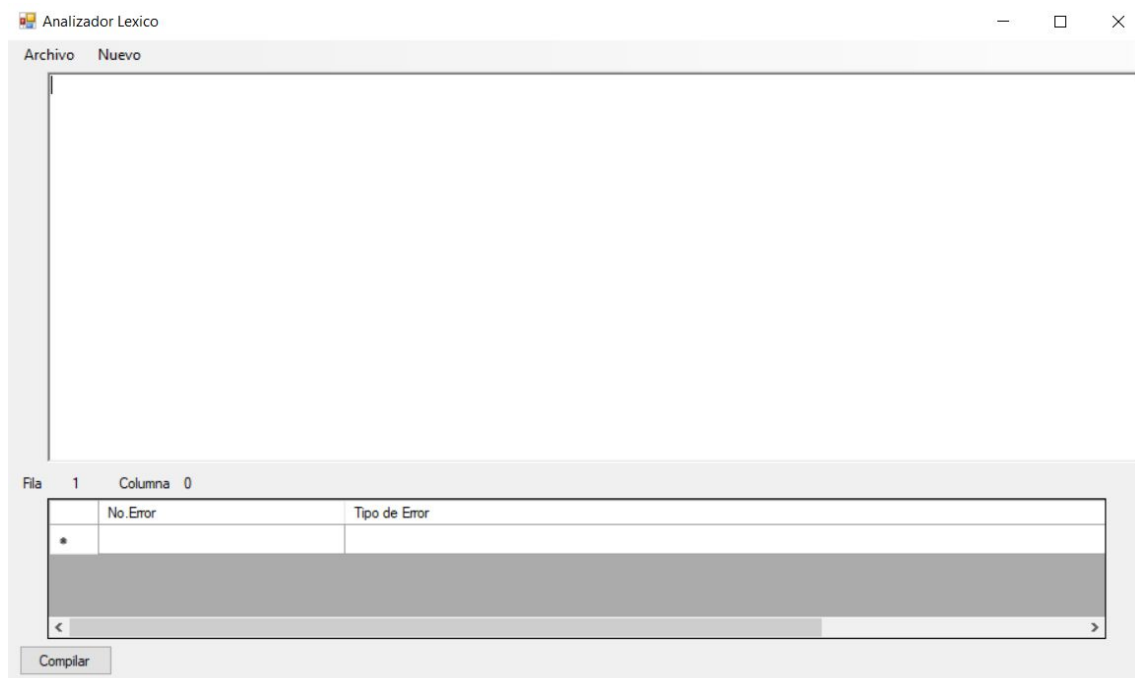 Analizador Lexico
Archivo Nuevo
Fila 1 Columna 0
No.Error Tipo de Error
*
Compilar